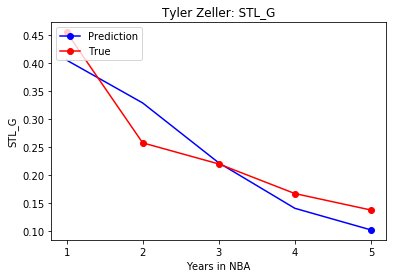 Tyler Zeller: STL_G
Prediction
True
0.45
0.40
0.35
0.30
0.25
0.20
0.15
0.10
STL_G
1 2 3 4 5
Years in NBA